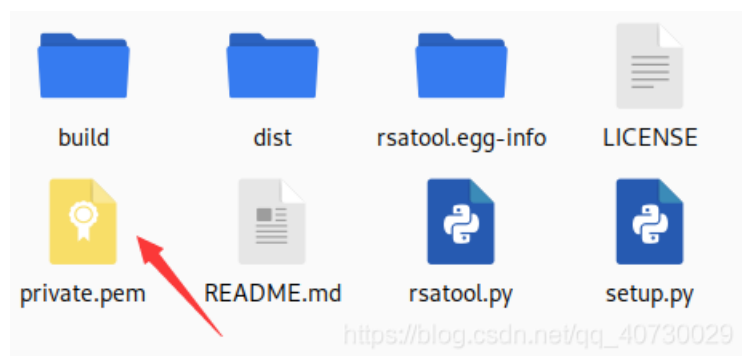 build dist rsatool.egg-info LICENSE
private.pem README.md rsatool.py setup.py
https://blog.csdn.net/qq_40730029